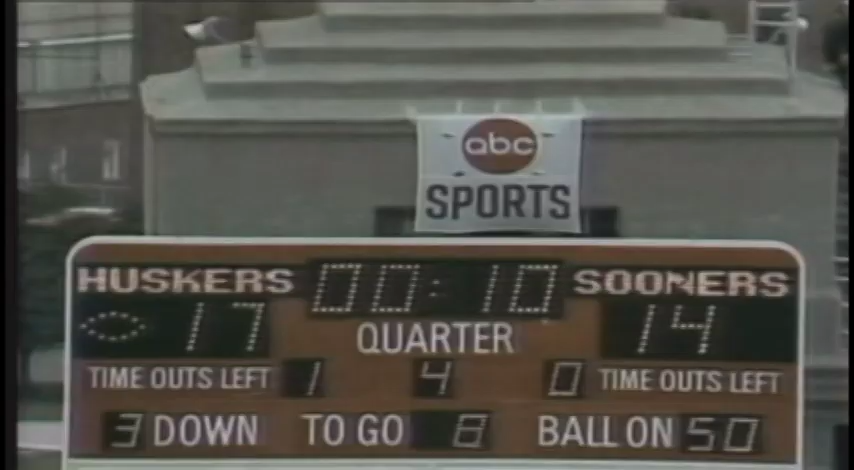 abc
SPORTS
HUSKERS 00:10 SOONERS
17 QUARTER 14
TIME OUTS LEFT 1 4 0 TIME OUTS LEFT
3 DOWN TO GO 8 BALL ON 50